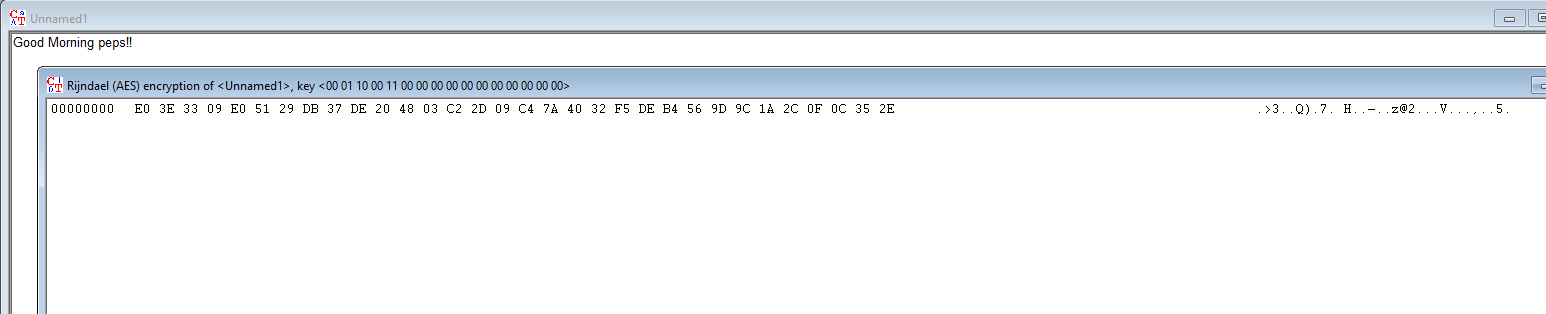 Unnamed1
Good Morning peps!!
Rijndael (AES) encryption of <Unnamed1>, key <00 01 10 00 11 00 00 00 00 00 00 00 00 00 00 00>
00000000 E0 3E 33 09 E0 51 29 DB 37 DE 20 48 03 C2 2D 09 C4 7A 40 32 F5 DE B4 56 9D 9C 1A 2C 0F 0C 35 2E .>3..Q).7. H..-..z@2...V...,..5.